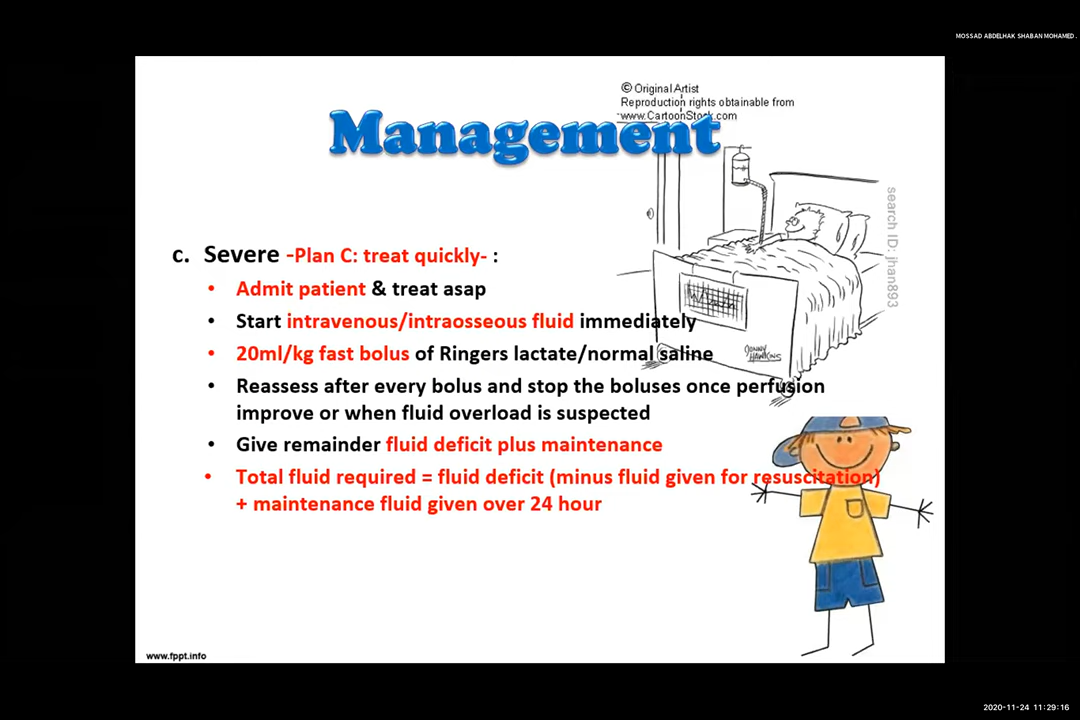 MOSSAD ABDELHAK SHABAN MOHAMED .
© Original Artist
Reproduction rights obtainable from
www.CartoonStock.com
Management
search ID: jhan893
c. Severe -Plan C: treat quickly- :
• Admit patient & treat asap
• Start intravenous/intraosseous fluid immediately
• 20ml/kg fast bolus of Ringers lactate/normal saline
JONNY
HAWKINS
• Reassess after every bolus and stop the boluses once perfusion
improve or when fluid overload is suspected
• Give remainder fluid deficit plus maintenance
• Total fluid required = fluid deficit (minus fluid given for resuscitation)
+ maintenance fluid given over 24 hour
www.fppt.info
2020-11-24 11:29:16